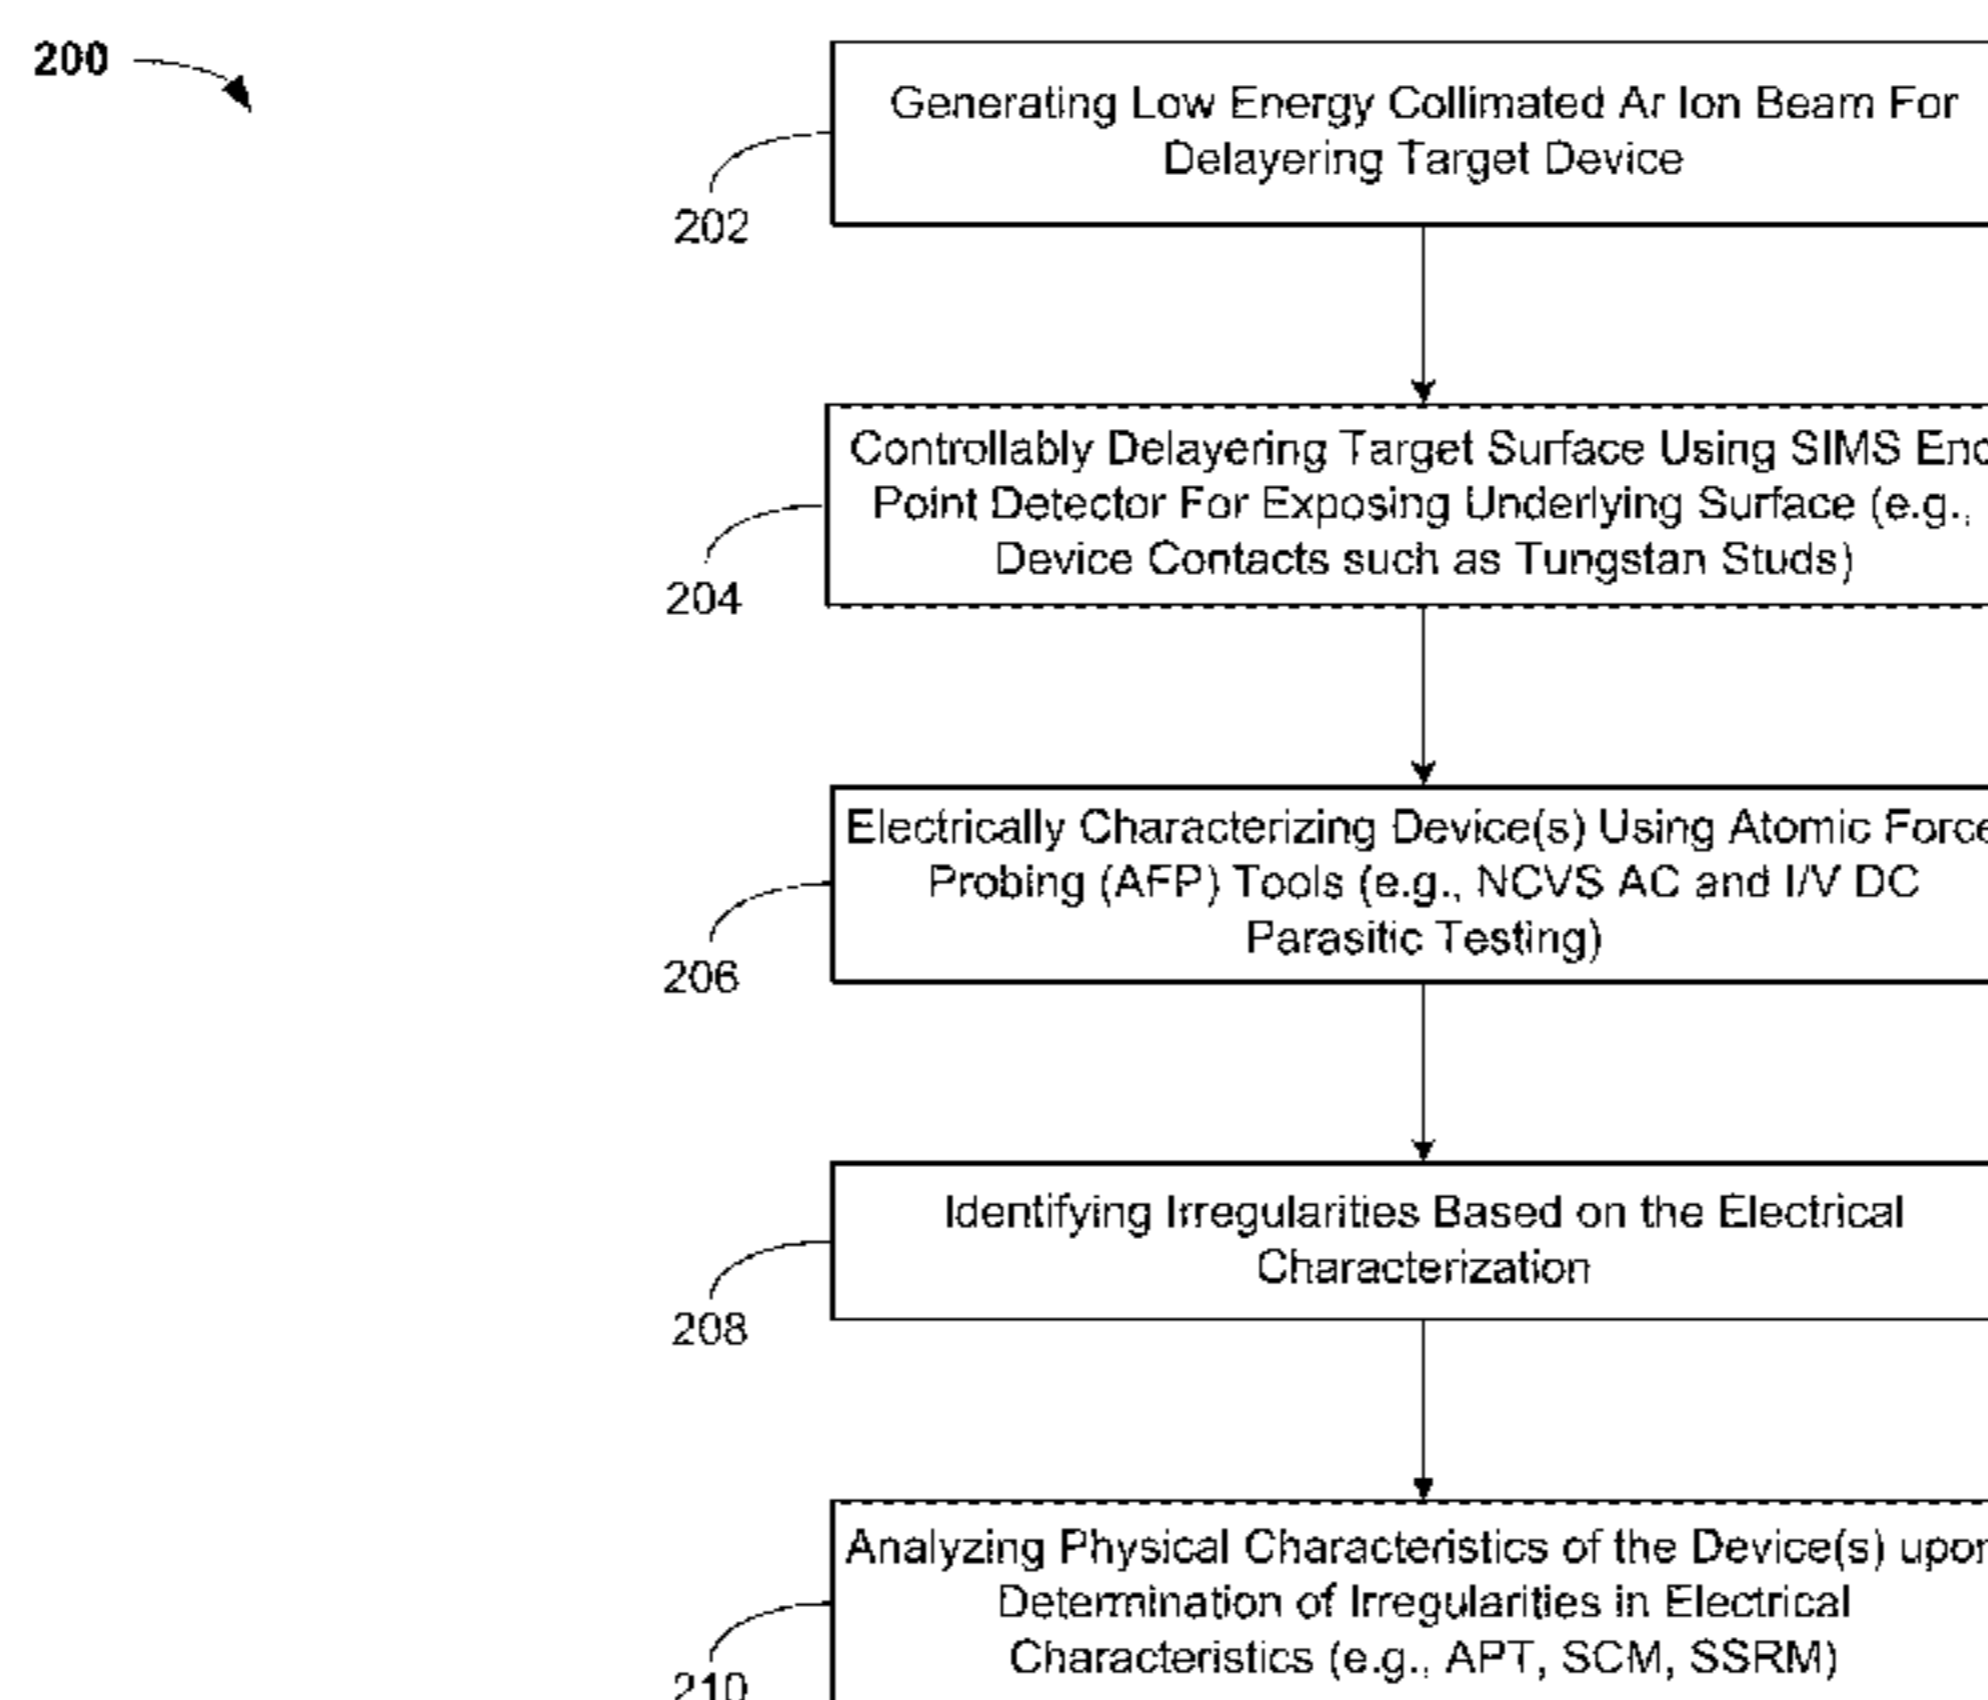 200
Generating Low Energy Collimated Ar Ion Beam For
Delayering Target Device
202
Controllably Delayering Target Surface Using SIMS
Point Detector For Exposing Underlying Surface (e.g.,
Device Contacts such as Tungstan Studs)
204
Electrically Characterizing Device(s) Using Atomic Force
Probing (AFP) Tools (e.g., NCVS AC and I/V DC
Parasitic Testing)
206
Identifying Irregularities Based on the Electrical
Characterization
208
Analyzing Physical Characteristics of the Device(s) upon
Determination of Irregularities in Electrical
Characteristics (e.g., APT, SCM, SSRM)
210